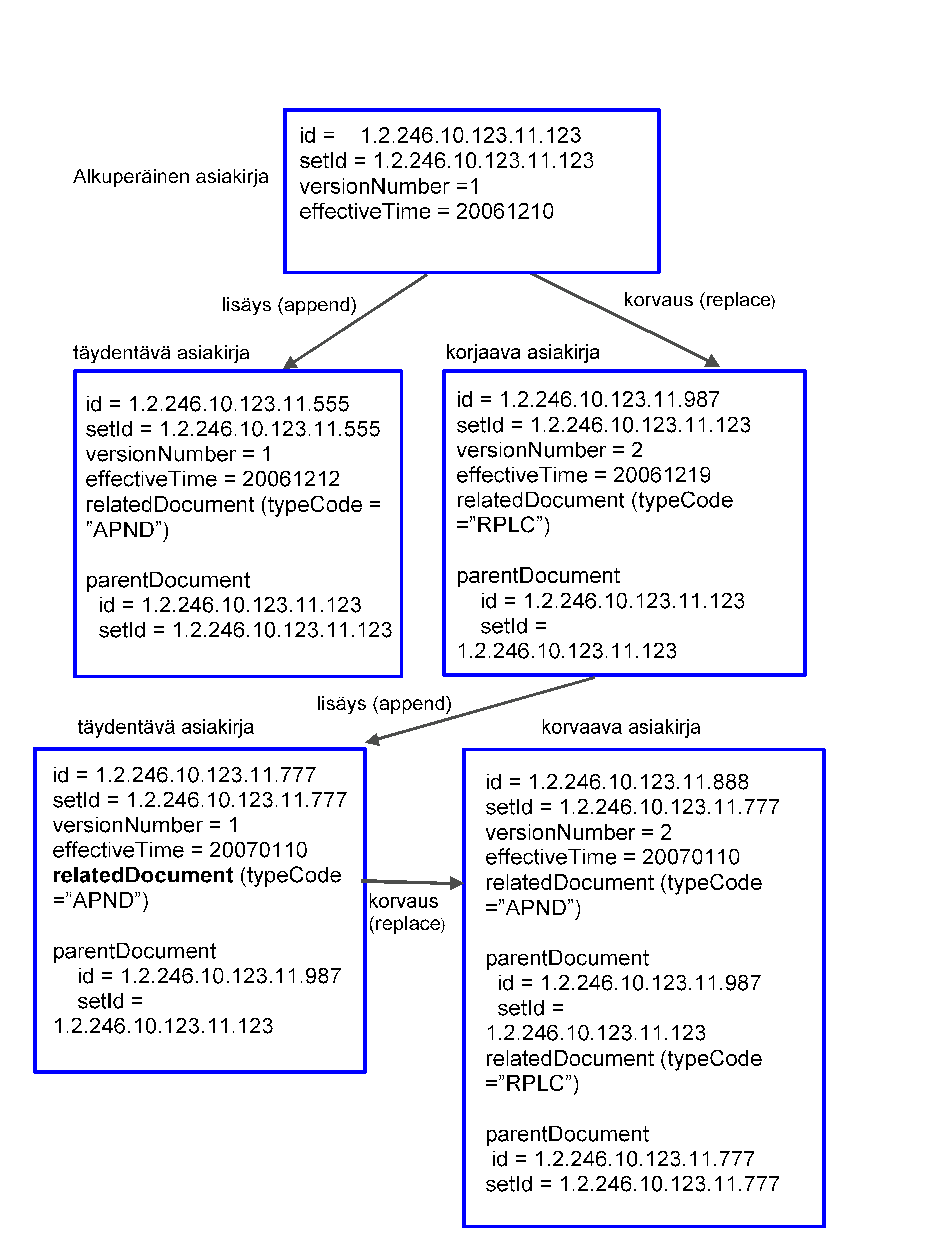 Alkuperäinen asiakirja
id =    1.2.246.10.123.11.123
setId = 1.2.246.10.123.11.123
versionNumber =1
effectiveTime = 20061210
lisäys (append)
korvaus (replace)
täydentävä asiakirja
id = 1.2.246.10.123.11.555
setId = 1.2.246.10.123.11.555
versionNumber = 1
effectiveTime = 20061212
relatedDocument (typeCode =
”APND”)
parentDocument
id = 1.2.246.10.123.11.123
setId = 1.2.246.10.123.11.123
korjaava asiakirja
id = 1.2.246.10.123.11.987
setId = 1.2.246.10.123.11.123
versionNumber = 2
effectiveTime = 20061219
relatedDocument (typeCode
=”RPLC”)
parentDocument
id = 1.2.246.10.123.11.123
setId =
1.2.246.10.123.11.123
lisäys (append)
täydentävä asiakirja
id = 1.2.246.10.123.11.777
setId = 1.2.246.10.123.11.777
versionNumber = 1
effectiveTime = 20070110
relatedDocument (typeCode
=”APND”)
parentDocument
id = 1.2.246.10.123.11.987
setId =
1.2.246.10.123.11.123
korvaus
(replace)
korvaava asiakirja
id = 1.2.246.10.123.11.888
setId = 1.2.246.10.123.11.777
versionNumber = 2
effectiveTime = 20070110
relatedDocument (typeCode
=”APND”)
parentDocument
id = 1.2.246.10.123.11.987
setId =
1.2.246.10.123.11.123
relatedDocument (typeCode
=”RPLC”)
parentDocument
id = 1.2.246.10.123.11.777
setId = 1.2.246.10.123.11.777